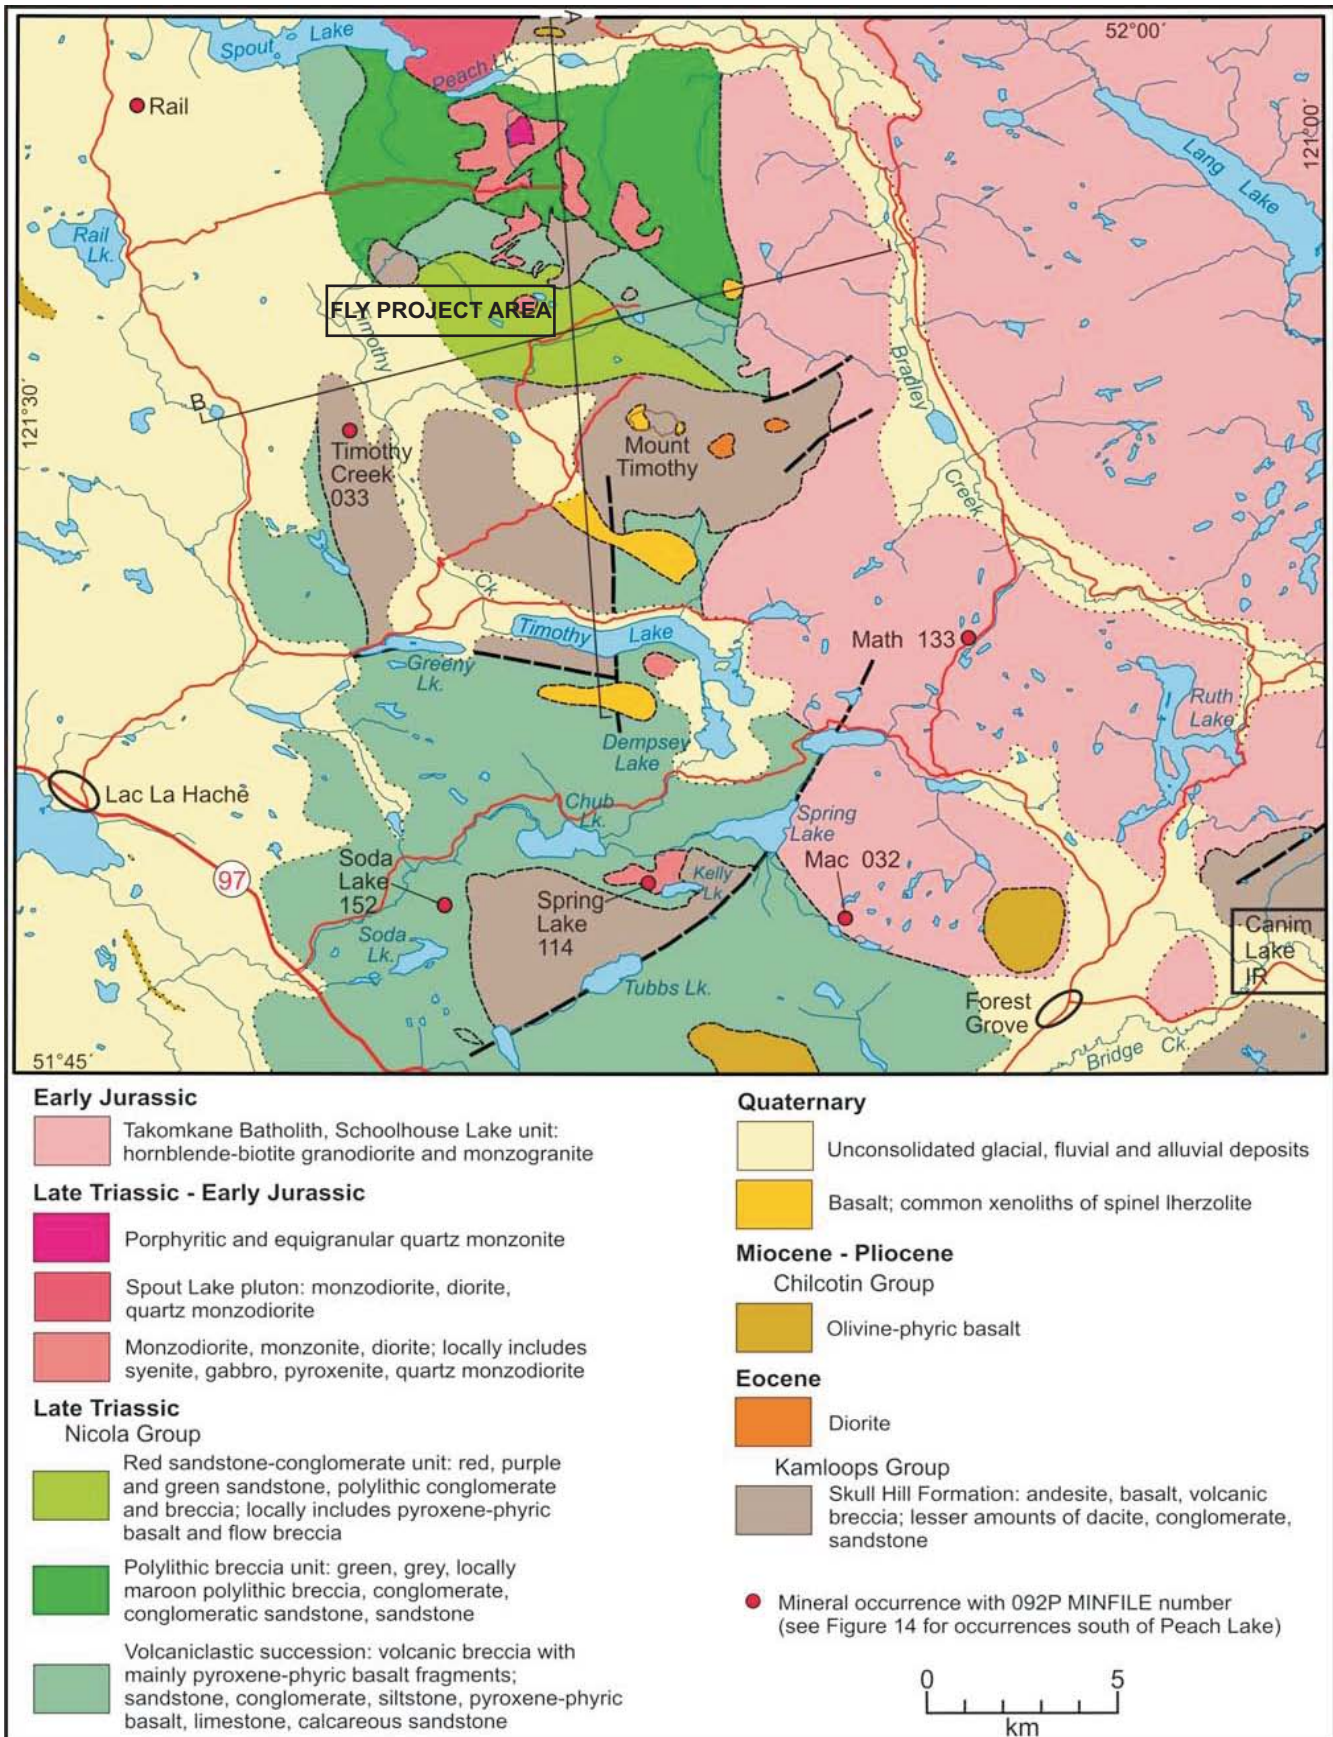 A
52°00´
Spout Lake
Peach Lk.
Rail
121°00´
Lang
Lake
Rail
Lk.
FLY PROJECT AREA
Timothy
Bradley
Creek
121°30´
B
Timothy
Creek
033
Mount
Timothy
Ck
Timothy Lake
Math 133
Greeny
Lk.
Ruth
Lake
Dempsey
Lake
Lac La Hache
Chub
Lk.
Spring
Lake
97
Soda
Lake
152
Mac 032
Kelly
Lk.
Spring
Lake
114
Soda
Lk.
Tubbs Lk.
Canim
Lake
IR
Forest
Grove
Bridge Ck.
51°45´
Early Jurassic
Takomkane Batholith, Schoolhouse Lake unit:
hornblende-biotite granodiorite and monzogranite
Late Triassic - Early Jurassic
Porphyritic and equigranular quartz monzonite
Spout Lake pluton: monzodiorite, diorite,
quartz monzodiorite
Monzodiorite, monzonite, diorite; locally includes
syenite, gabbro, pyroxenite, quartz monzodiorite
Late Triassic
Nicola Group
Red sandstone-conglomerate unit: red, purple
and green sandstone, polylithic conglomerate
and breccia; locally includes pyroxene-phyric
basalt and flow breccia
Polylithic breccia unit: green, grey, locally
maroon polylithic breccia, conglomerate,
conglomeratic sandstone, sandstone
Volcaniclastic succession: volcanic breccia with
mainly pyroxene-phyric basalt fragments;
sandstone, conglomerate, siltstone, pyroxene-phyric
basalt, limestone, calcareous sandstone
Quaternary
Unconsolidated glacial, fluvial and alluvial deposits
Basalt; common xenoliths of spinel lherzolite
Miocene - Pliocene
Chilcotin Group
Olivine-phyric basalt
Eocene
Diorite
Kamloops Group
Skull Hill Formation: andesite, basalt, volcanic
breccia; lesser amounts of dacite, conglomerate,
sandstone
Mineral occurrence with 092P MINFILE number
(see Figure 14 for occurrences south of Peach Lake)
0 5
km